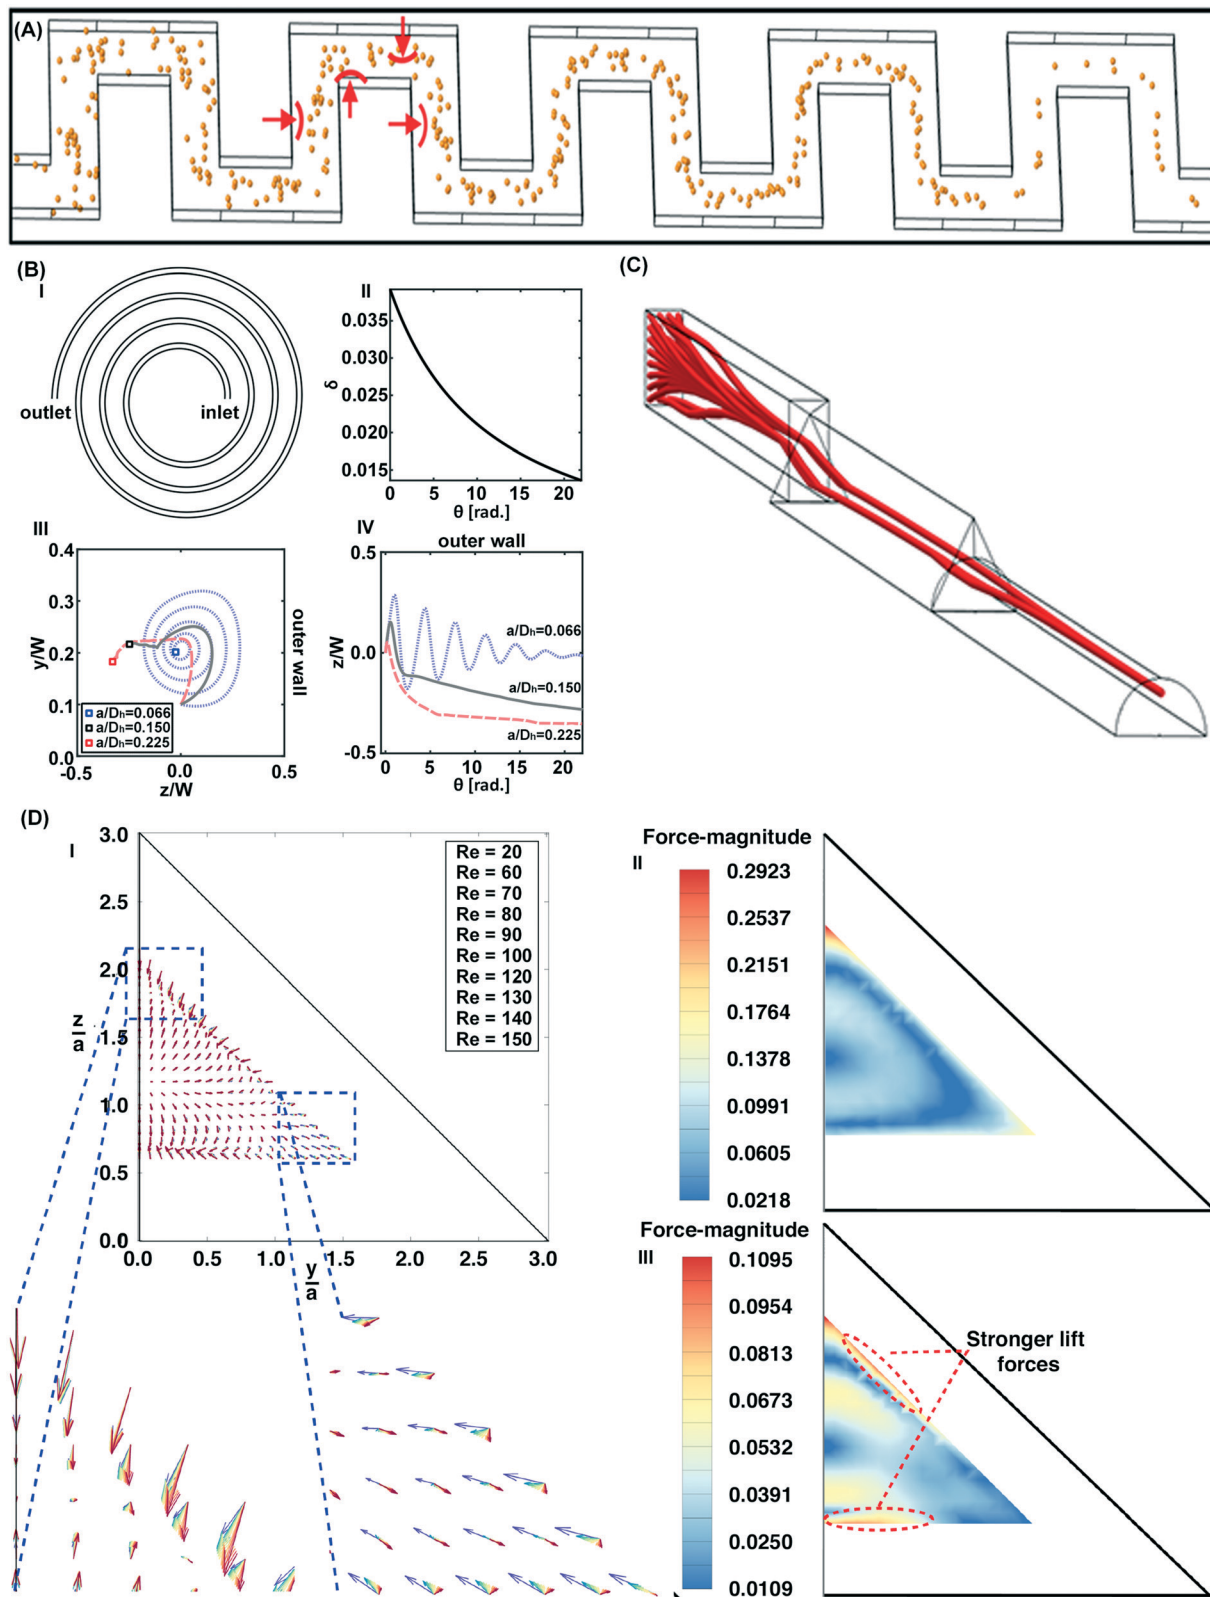 (A)
(B)
I
outlet
inlet
II
δ
0.035
0.030
0.025
0.020
0.015
0
5
10
15
20
θ [rad.]
(C)
III
y/W
0.4
0.3
0.2
0.1
0.0
a/Dh=0.066
a/Dh=0.150
a/Dh=0.225
-0.5
0.0
0.5
z/W
outer wall
IV
outer wall
z/W
0.5
0.0
-0.5
a/Dh=0.066
a/Dh=0.150
a/Dh=0.225
0
5
10
15
20
θ [rad.]
(D)
I
3.0
2.5
2.0
1.5
1.0
0.5
0.0
z
a
Re = 20
Re = 60
Re = 70
Re = 80
Re = 90
Re = 100
Re = 120
Re = 130
Re = 140
Re = 150
0.0
0.5
1.0
1.5
2.0
2.5
3.0
y
a
Force-magnitude
II
0.2923
0.2537
0.2151
0.1764
0.1378
0.0991
0.0605
0.0218
Force-magnitude
III
0.1095
0.0954
0.0813
0.0673
0.0532
0.0391
0.0250
0.0109
Stronger lift
forces